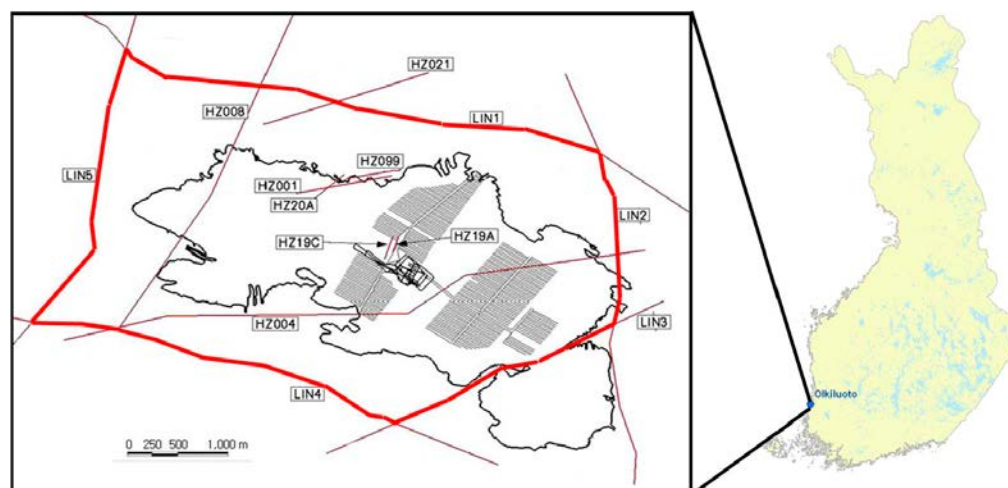 HZ021
HZ008
LIN1
HZ099
LIN5
HZ001
HZ20A
LIN2
HZ19C
HZ19A
HZ004
LIN3
LIN4
Olkiluoto
0 250 500 1,000 m